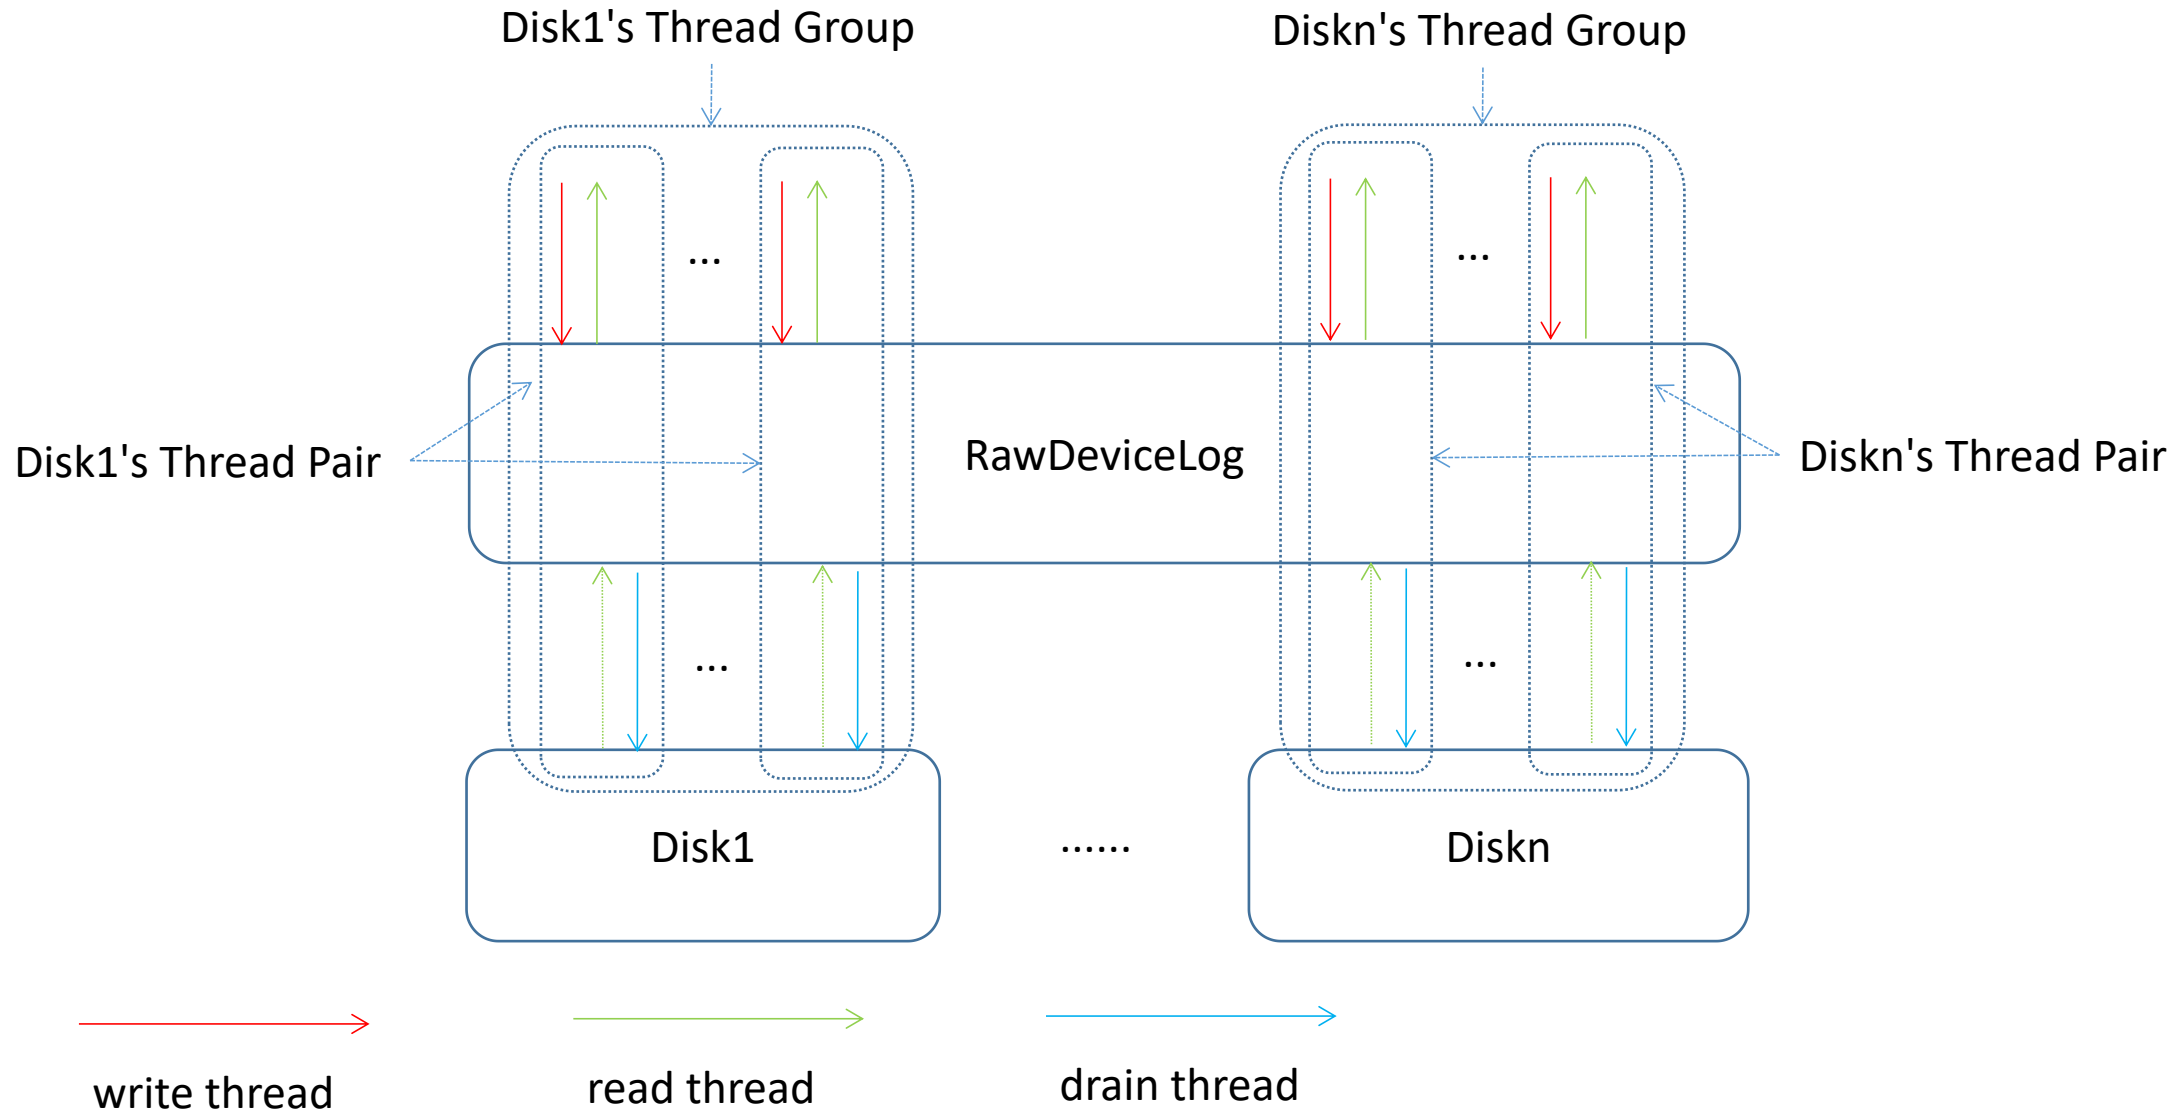 Disk1's Thread Group
Diskn's Thread Group
...
...
Disk1's Thread Pair
RawDeviceLog
Diskn's Thread Pair
...
...
Disk1
......
Diskn
write thread
read thread
drain thread